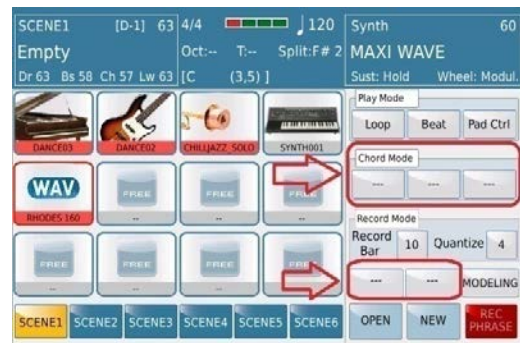 SCENE1 [D-1] 63 4/4 120 Synth 60
Empty Oct:-- T:-- Split:F# 2 MAXI WAVE
Dr 63 Bs 58 Ch 57 Lw 63 [C (3,5) ] Sust: Hold Wheel: Modul.
Play Mode
Loop Beat Pad Ctrl
DANCE03 DANCE02 CHILLJAZZ_SOLO SYNTH001
Chord Mode
--- --- ---
WAV FREE FREE FREE
RHODES 160 -- -- --
Record Mode
Record Bar 10 Quantize 4
FREE FREE FREE FREE
-- -- -- --
--- --- MODELING
SCENE1 SCENE2 SCENE3 SCENE4 SCENE5 SCENE6 OPEN NEW REC PHRASE